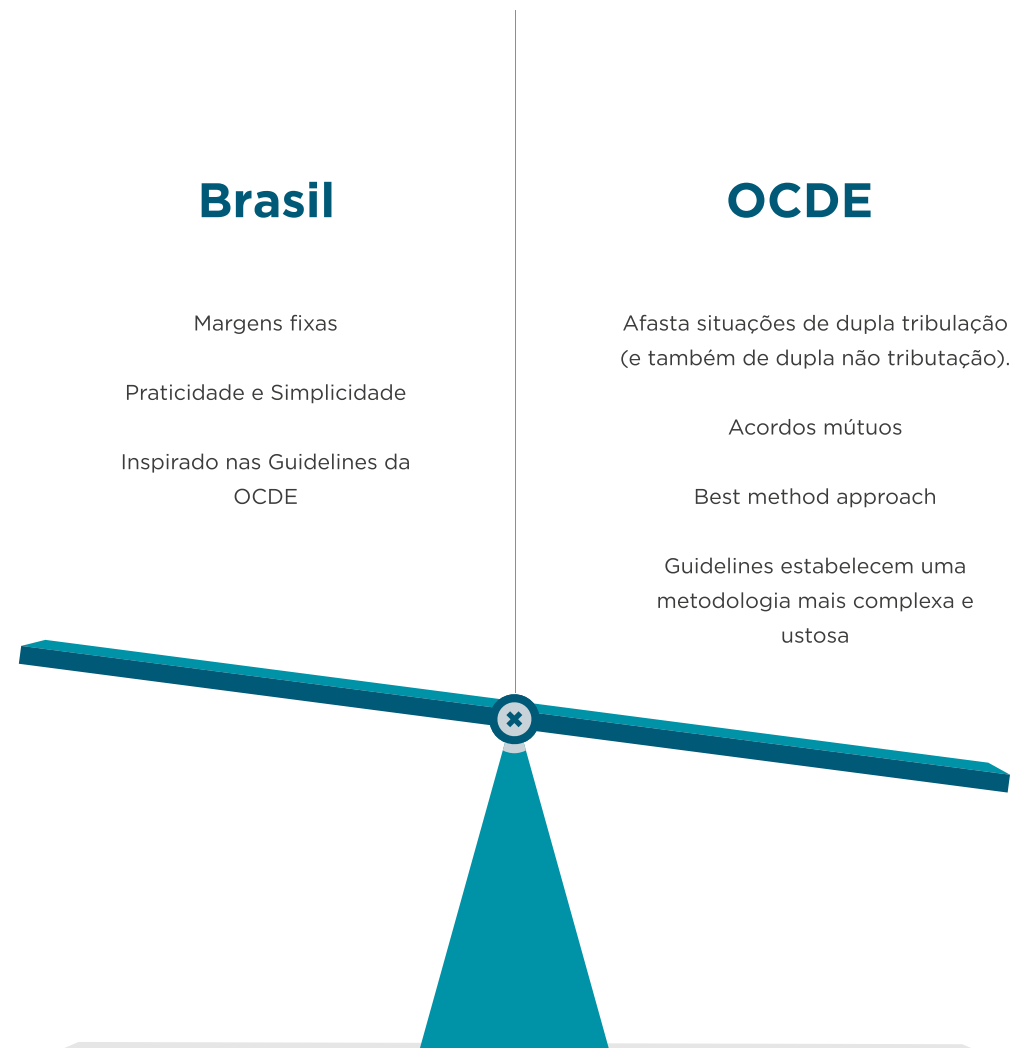 Brasil
Margens fixas
Praticidade e Simplicidade
Inspirado nas Guidelines da
OCDE
OCDE
Afasta situações de dupla tribulação
(e também de dupla não tributação).
Acordos mútuos
Best method approach
Guidelines estabelecem uma
metodologia mais complexa e
ustosa